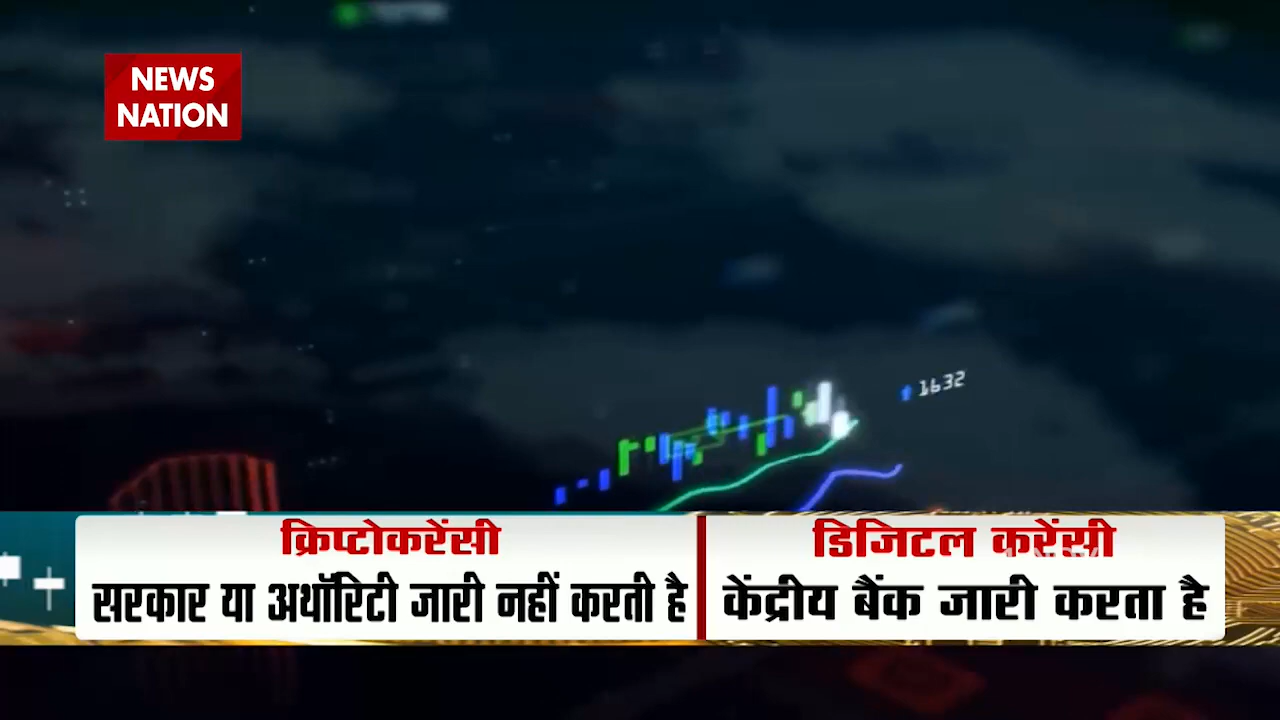 NEWS
NATION
1632
क्रिप्टोकरेंसी
सरकार या अथॉरिटी जारी नहीं करती है
डिजिटल करेंसी
केंद्रीय बैंक जारी करता है